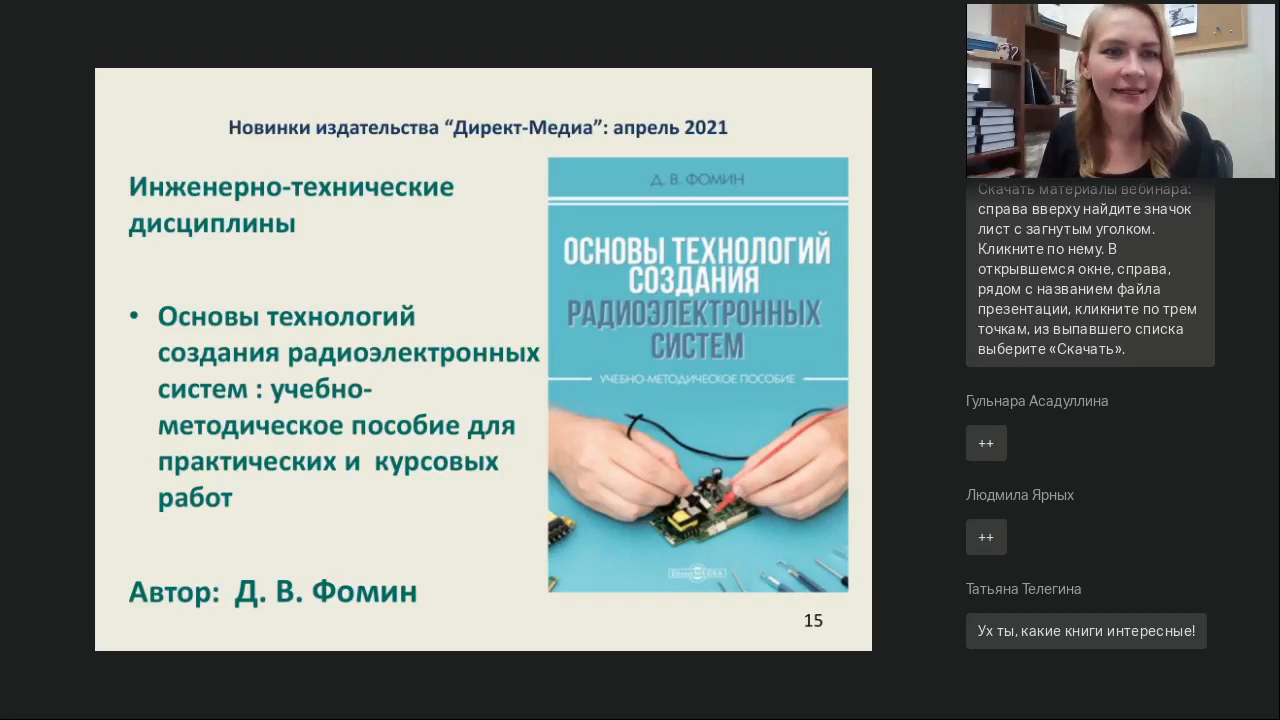 Новинки издательства “Директ-Медиа”: апрель 2021
Инженерно-технические
дисциплины
• Основы технологий
создания радиоэлектронных
систем : учебно-
методическое пособие для
практических и курсовых
работ
Автор: Д. В. Фомин
Д. В. ФОМИН
ОСНОВЫ ТЕХНОЛОГИЙ
СОЗДАНИЯ
РАДИОЭЛЕКТРОННЫХ
СИСТЕМ
УЧЕБНО-МЕТОДИЧЕСКОЕ ПОСОБИЕ
DirectMEDIA
15
Скачать материалы вебинара:
справа вверху найдите значок
лист с загнутым уголком.
Кликните по нему. В
открывшемся окне, справа,
рядом с названием файла
презентации, кликните по трем
точкам, из выпавшего списка
выберите «Скачать».
Гульнара Асадуллина
++
Людмила Ярных
++
Татьяна Телегина
Ух ты, какие книги интересные!